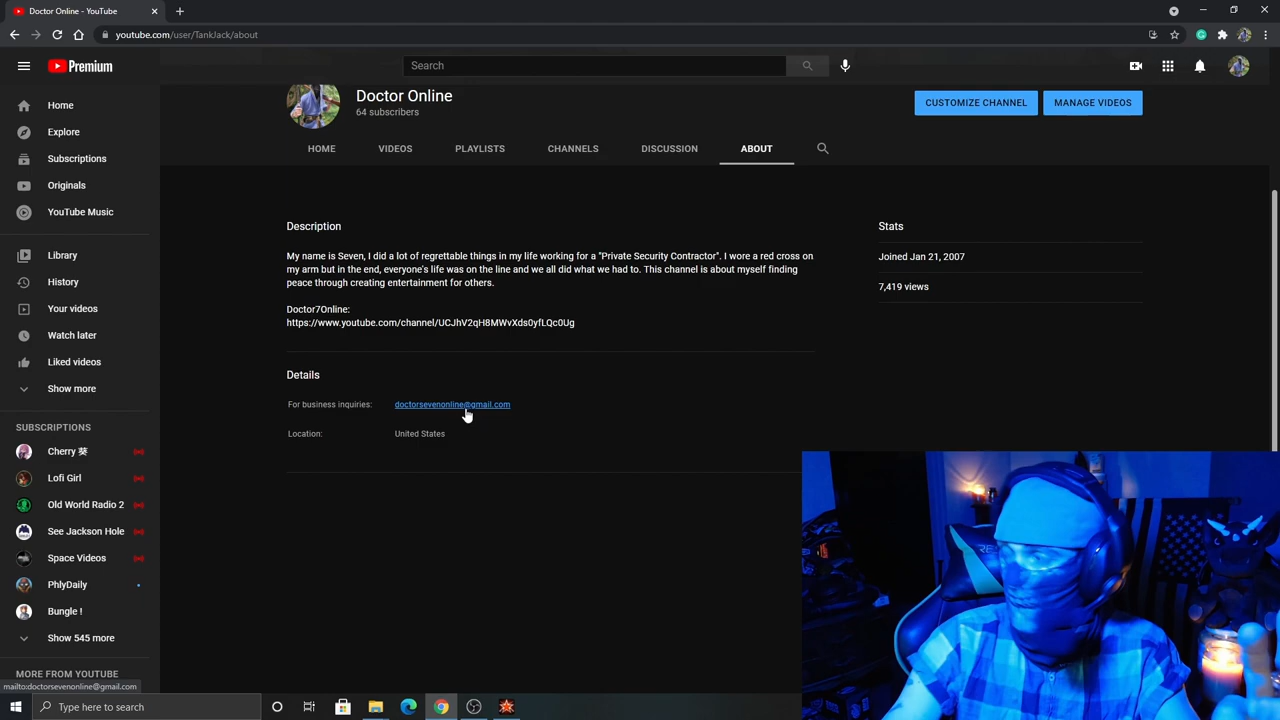 Doctor Online - YouTube
youtube.com/user/TankJack/about
Premium
Search
Doctor Online
64 subscribers
CUSTOMIZE CHANNEL
MANAGE VIDEOS
HOME
VIDEOS
PLAYLISTS
CHANNELS
DISCUSSION
ABOUT
Home
Explore
Subscriptions
Originals
YouTube Music
Library
History
Your videos
Watch later
Liked videos
Show more
SUBSCRIPTIONS
Cherry 葵
Lofi Girl
Old World Radio 2
See Jackson Hole
Space Videos
PhlyDaily
Bungle !
Show 545 more
MORE FROM YOUTUBE
Description
My name is Seven, I did a lot of regrettable things in my life working for a "Private Security Contractor". I wore a red cross on
my arm but in the end, everyone's life was on the line and we all did what we had to. This channel is about myself finding
peace through creating entertainment for others.
Doctor7Online:
https://www.youtube.com/channel/UCJhV2qH8MWvXds0yfLQc0Ug
Details
For business inquiries: doctorsevenonline@gmail.com
Location: United States
Stats
Joined Jan 21, 2007
7,419 views
mailto:doctorsevenonline@gmail.com
Type here to search